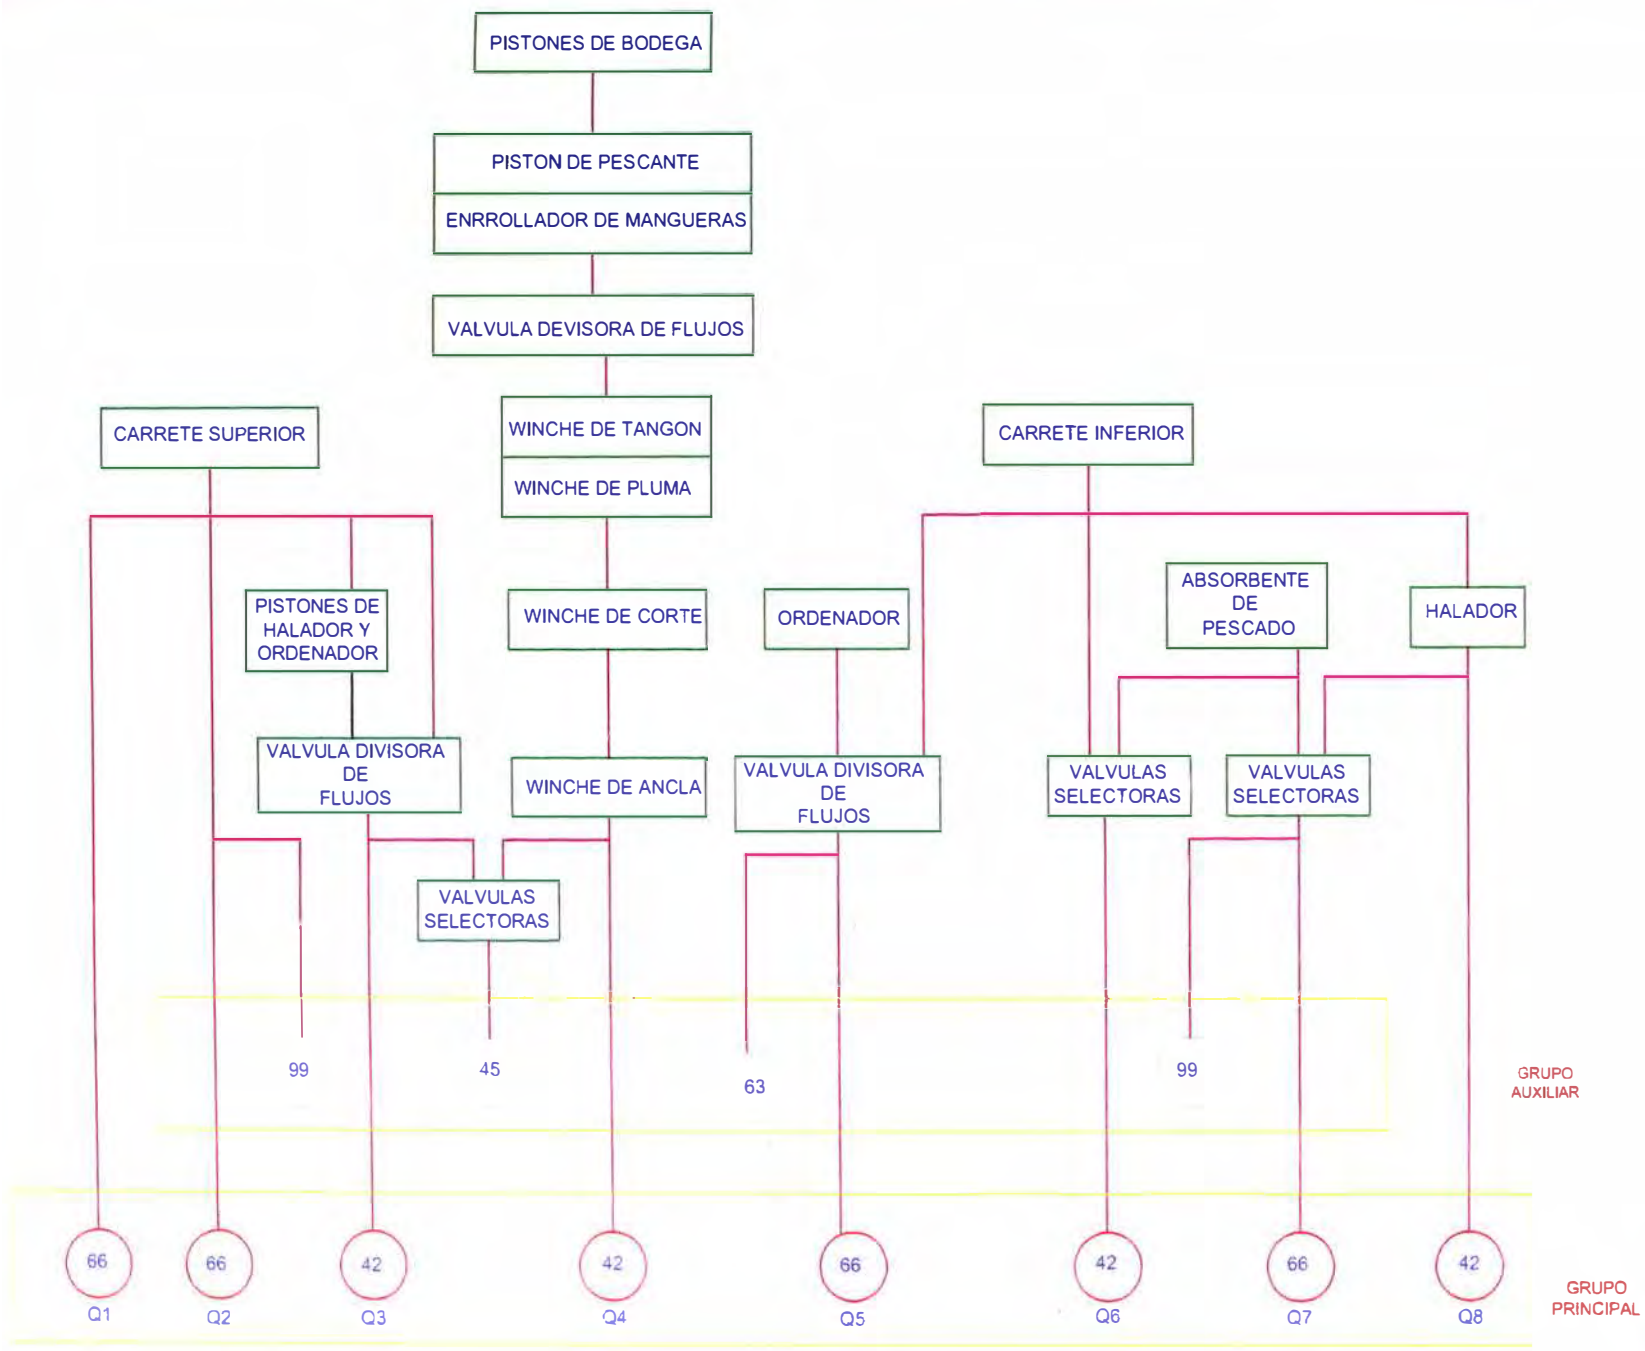 PISTONES DE BODEGA
PISTON DE PESCANTE
ENRROLLADOR DE MANGUERAS
VALVULA DEVISORA DE FLUJOS
CARRETE SUPERIOR
WINCHE DE TANGON
WINCHE DE PLUMA
CARRETE INFERIOR
PISTONES DE
HALADOR Y
ORDENADOR
WINCHE DE CORTE
ORDENADOR
ABSORBENTE
DE
PESCADO
HALADOR
VALVULA DIVISORA
DE
FLUJOS
WINCHE DE ANCLA
VALVULA DIVISORA
DE
FLUJOS
VALVULAS
SELECTORAS
VALVULAS
SELECTORAS
VALVULAS
SELECTORAS
99
45
63
99
GRUPO
AUXILIAR
66
66
42
42
66
42
66
42
Q1
Q2
Q3
Q4
Q5
Q6
Q7
Q8
GRUPO
PRINCIPAL